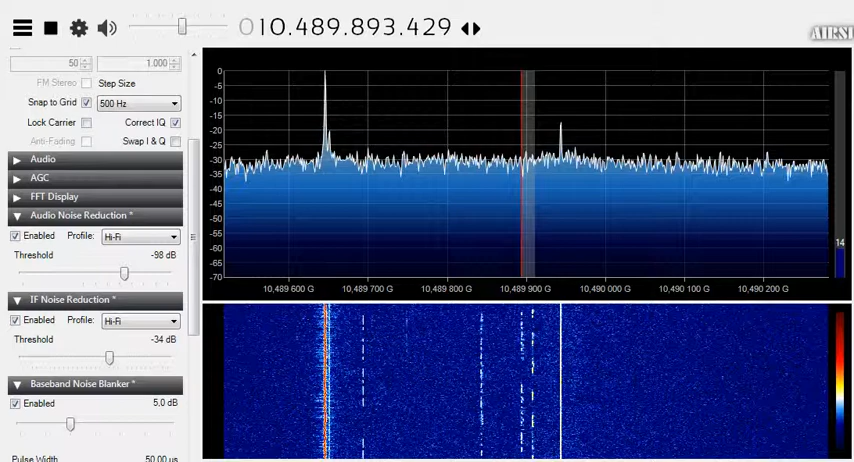 010.489.893.429
50 1.000
FM Stereo Step Size
Snap to Grid 500 Hz
Lock Carrier Correct IQ
Anti-Fading Swap I & Q
Audio
AGC
FFT Display
Audio Noise Reduction *
Enabled Profile: Hi-Fi
Threshold -98 dB
IF Noise Reduction *
Enabled Profile: Hi-Fi
Threshold -34 dB
Baseband Noise Blanker *
Enabled 5.0 dB
Pulse Width 50.00 us
0
-5
-10
-15
-20
-25
-30
-35
-40
-45
-50
-55
-60
-65
-70
10,489 600 G 10,489 700 G 10,489 800 G 10,489 900 G 10,490 000 G 10,490 100 G 10,490 200 G
14